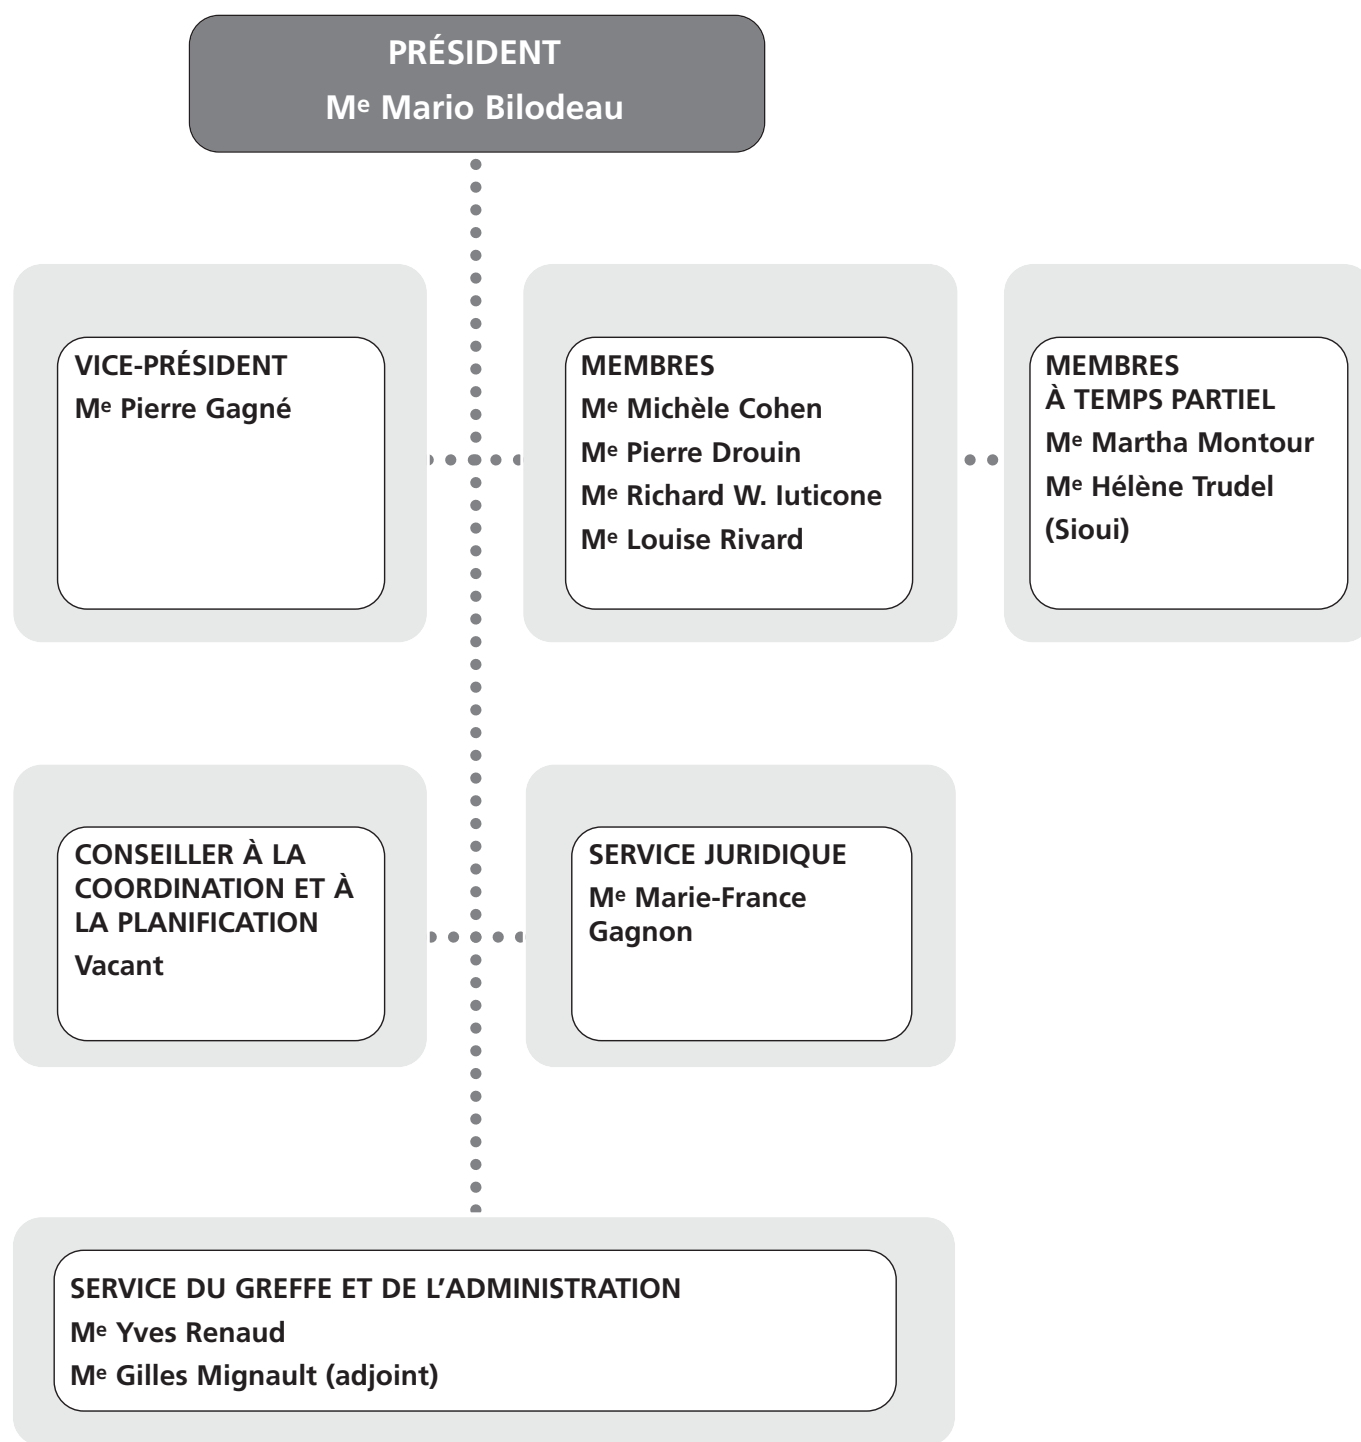 PRÉSIDENT
Me Mario Bilodeau
VICE-PRÉSIDENT
Me Pierre Gagné
MEMBRES
Me Michèle Cohen
Me Pierre Drouin
Me Richard W. Iuticone
Me Louise Rivard
MEMBRES
À TEMPS PARTIEL
Me Martha Montour
Me Hélène Trudel
(Sioui)
CONSEILLER À LA
COORDINATION ET À
LA PLANIFICATION
Vacant
SERVICE JURIDIQUE
Me Marie-France
Gagnon
SERVICE DU GREFFE ET DE L’ADMINISTRATION
Me Yves Renaud
Me Gilles Mignault (adjoint)